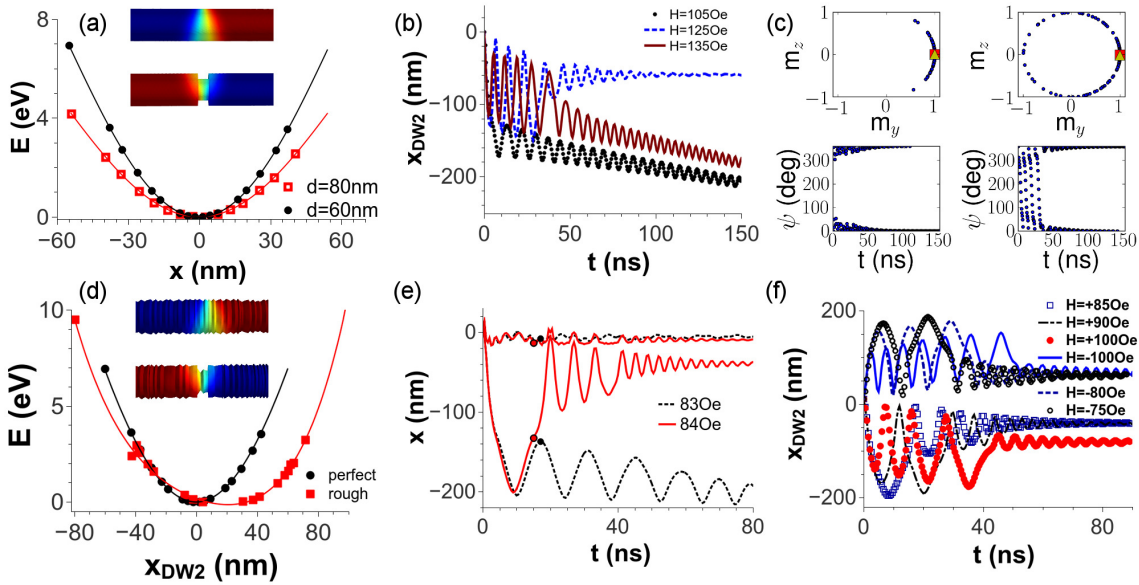 (a)
E (eV)
8
4
0
d=80nm
d=60nm
−60 −30 0 30 60
x (nm)
(b)
x_DW2 (nm)
0
−100
−200
H=105Oe
H=125Oe
H=135Oe
0 50 100 150
t (ns)
(c)
m_z
1
0
−1
−1 0 1
m_y
m_z
1
0
−1
−1 0 1
m_y
ψ (deg)
300
200
100
0
0 50 100 150
t (ns)
ψ (deg)
300
200
100
0
0 50 100 150
t (ns)
(d)
E (eV)
10
5
0
perfect
rough
−80 −40 0 40 80
x_DW2 (nm)
(e)
x (nm)
0
−100
−200
83Oe
84Oe
0 20 40 60 80
t (ns)
(f)
x_DW2 (nm)
200
0
−200
H=+85Oe
H=+90Oe
H=+100Oe
H=-100Oe
H=-80Oe
H=-75Oe
0 20 40 60 80
t (ns)